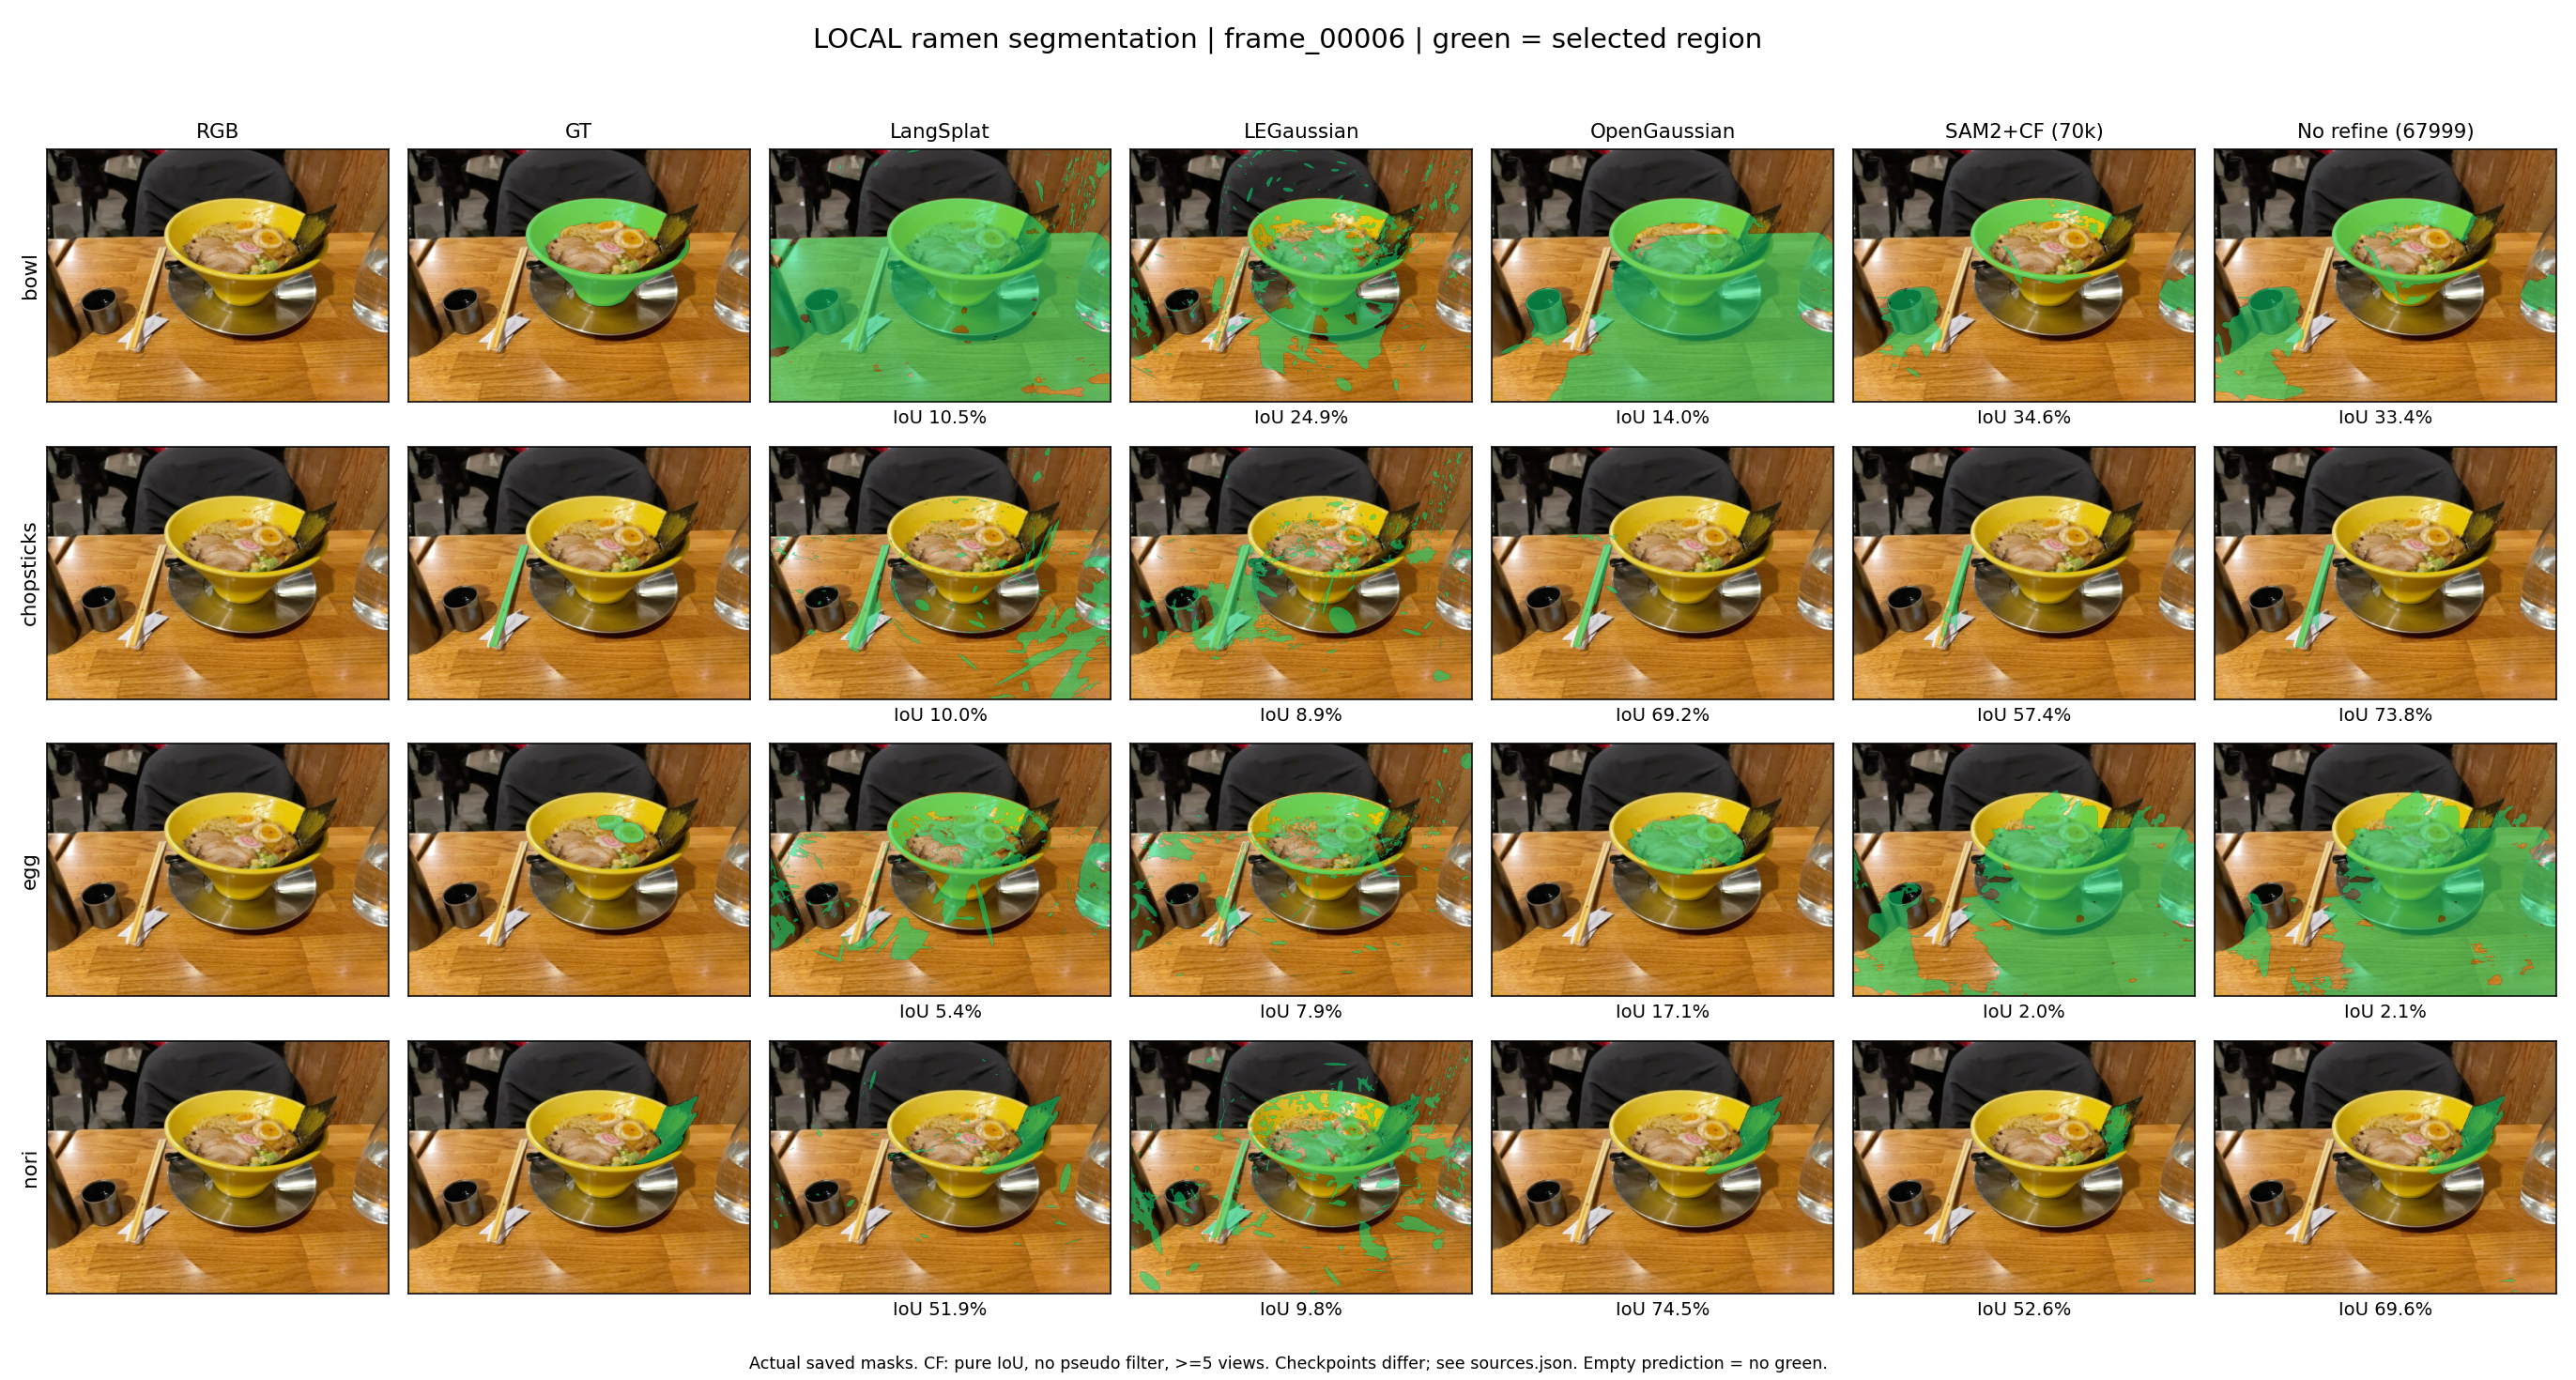 LOCAL ramen segmentation | frame_00006 | green = selected region
RGB GT LangSplat LEGaussian OpenGaussian SAM2+CF (70k) No refine (67999)
bowl
IoU 10.5% IoU 24.9% IoU 14.0% IoU 34.6% IoU 33.4%
chopsticks
IoU 10.0% IoU 8.9% IoU 69.2% IoU 57.4% IoU 73.8%
egg
IoU 5.4% IoU 7.9% IoU 17.1% IoU 2.0% IoU 2.1%
nori
IoU 51.9% IoU 9.8% IoU 74.5% IoU 52.6% IoU 69.6%
Actual saved masks. CF: pure IoU, no pseudo filter, >=5 views. Checkpoints differ; see sources.json. Empty prediction = no green.